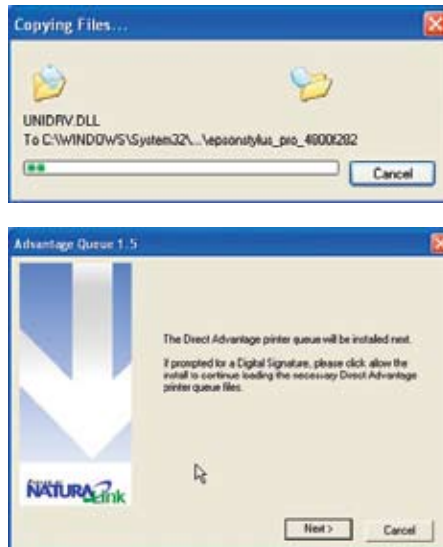 Copying Files...
UNIDRV.DLL
To C:\WINDOWS\System32\...\epsonstylus_pro_4800f282
Cancel
Advantage Queue 1.5
The Direct Advantage printer queue will be installed next.
If prompted for a Digital Signature, please click allow the
install to continue loading the necessary Direct Advantage
printer queue files.
NATURALink
Next >
Cancel